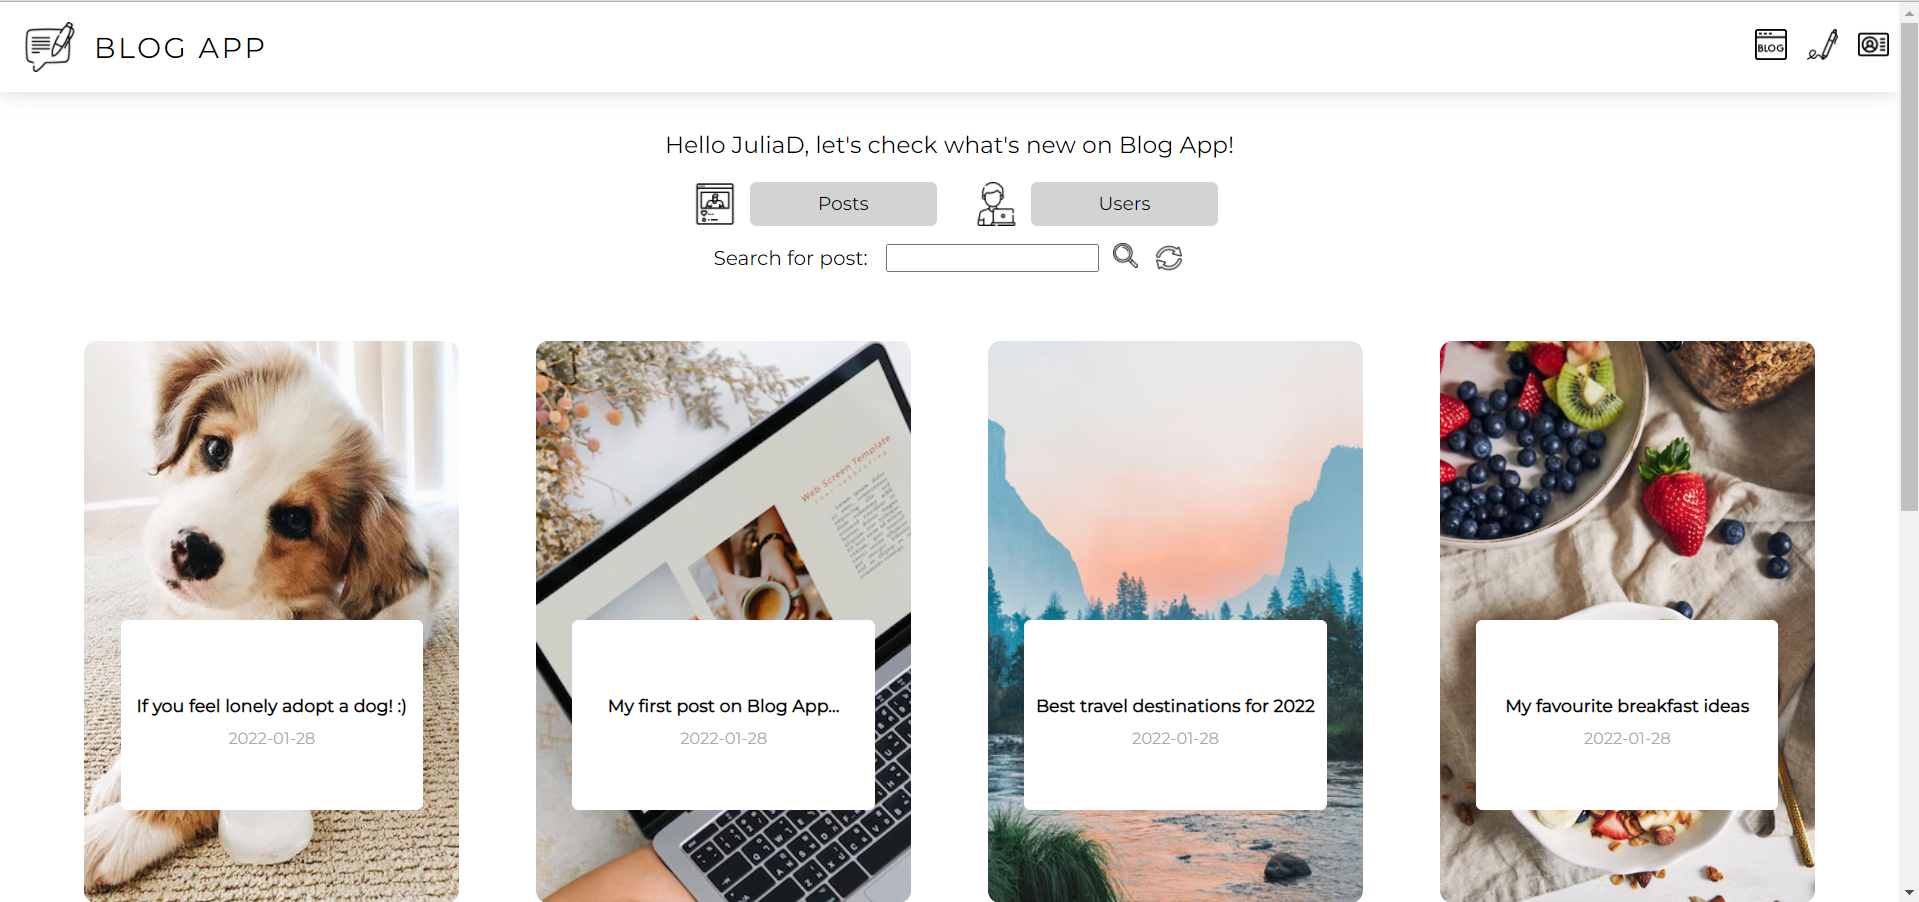 BLOG APP
BLOG
Hello JuliaD, let's check what's new on Blog App!
Posts
Users
Search for post:
Web Screen Template
your subheading
If you feel lonely adopt a dog! :)
2022-01-28
My first post on Blog App...
2022-01-28
Best travel destinations for 2022
2022-01-28
My favourite breakfast ideas
2022-01-28